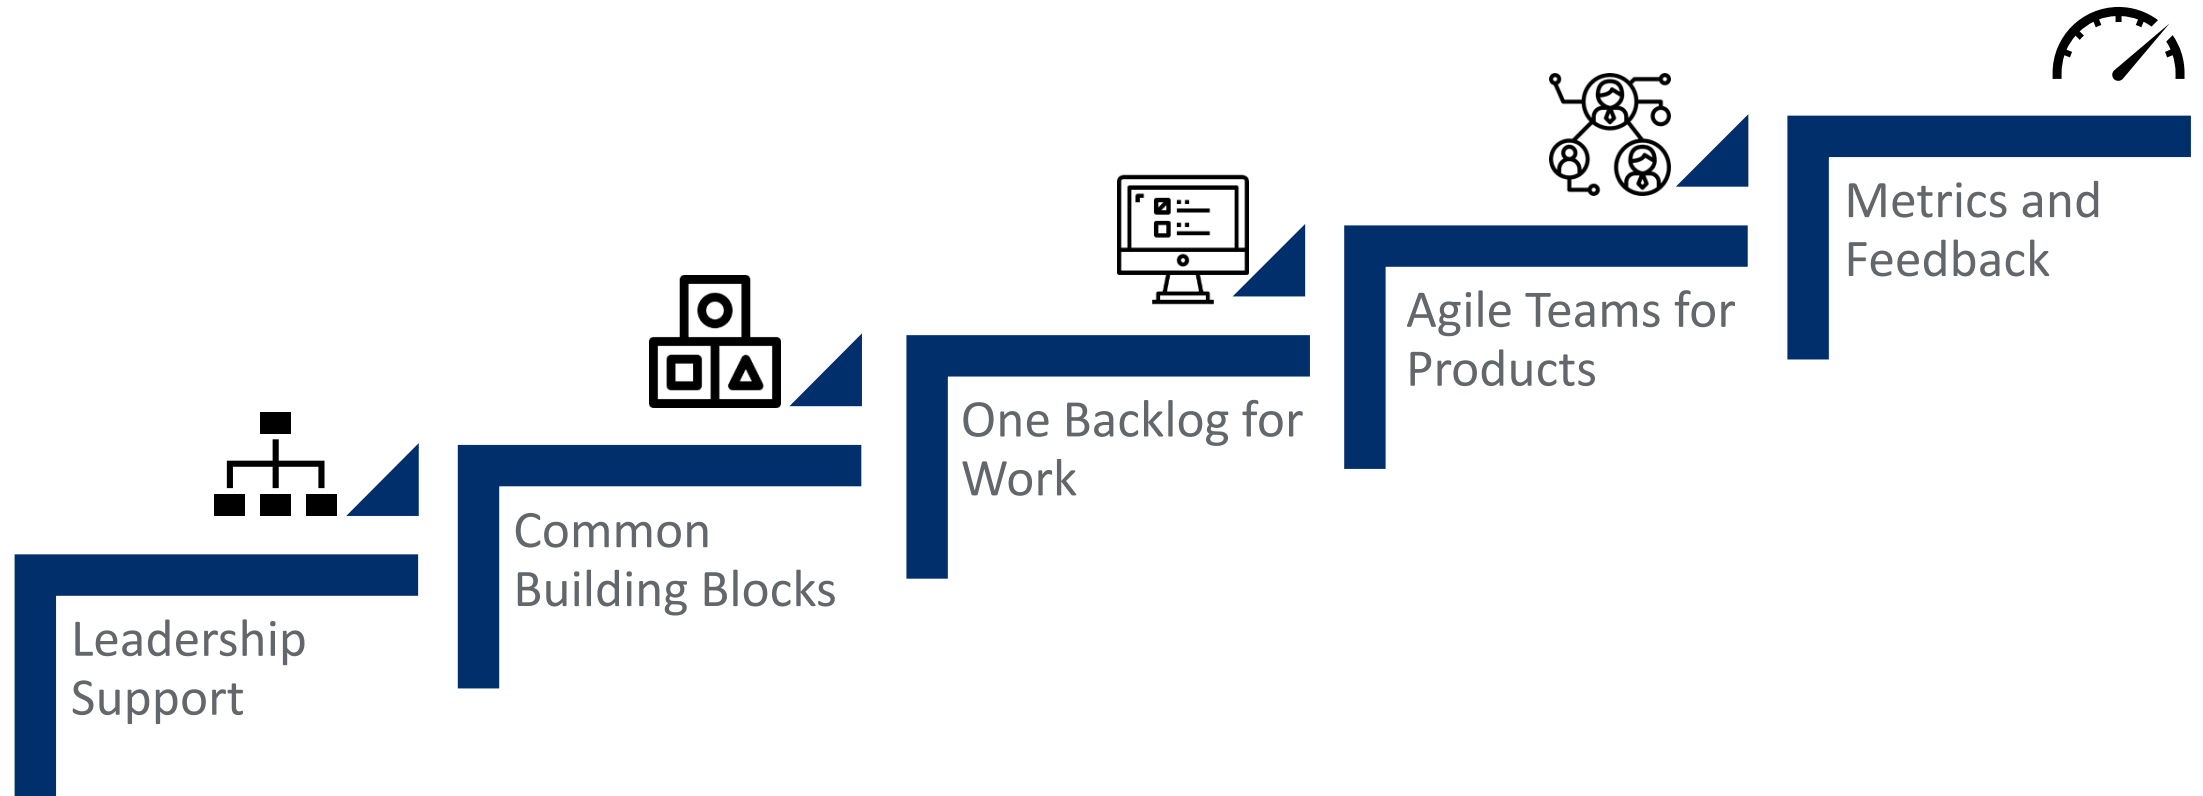 Leadership
Support
Common
Building Blocks
One Backlog for
Work
Agile Teams for
Products
Metrics and
Feedback